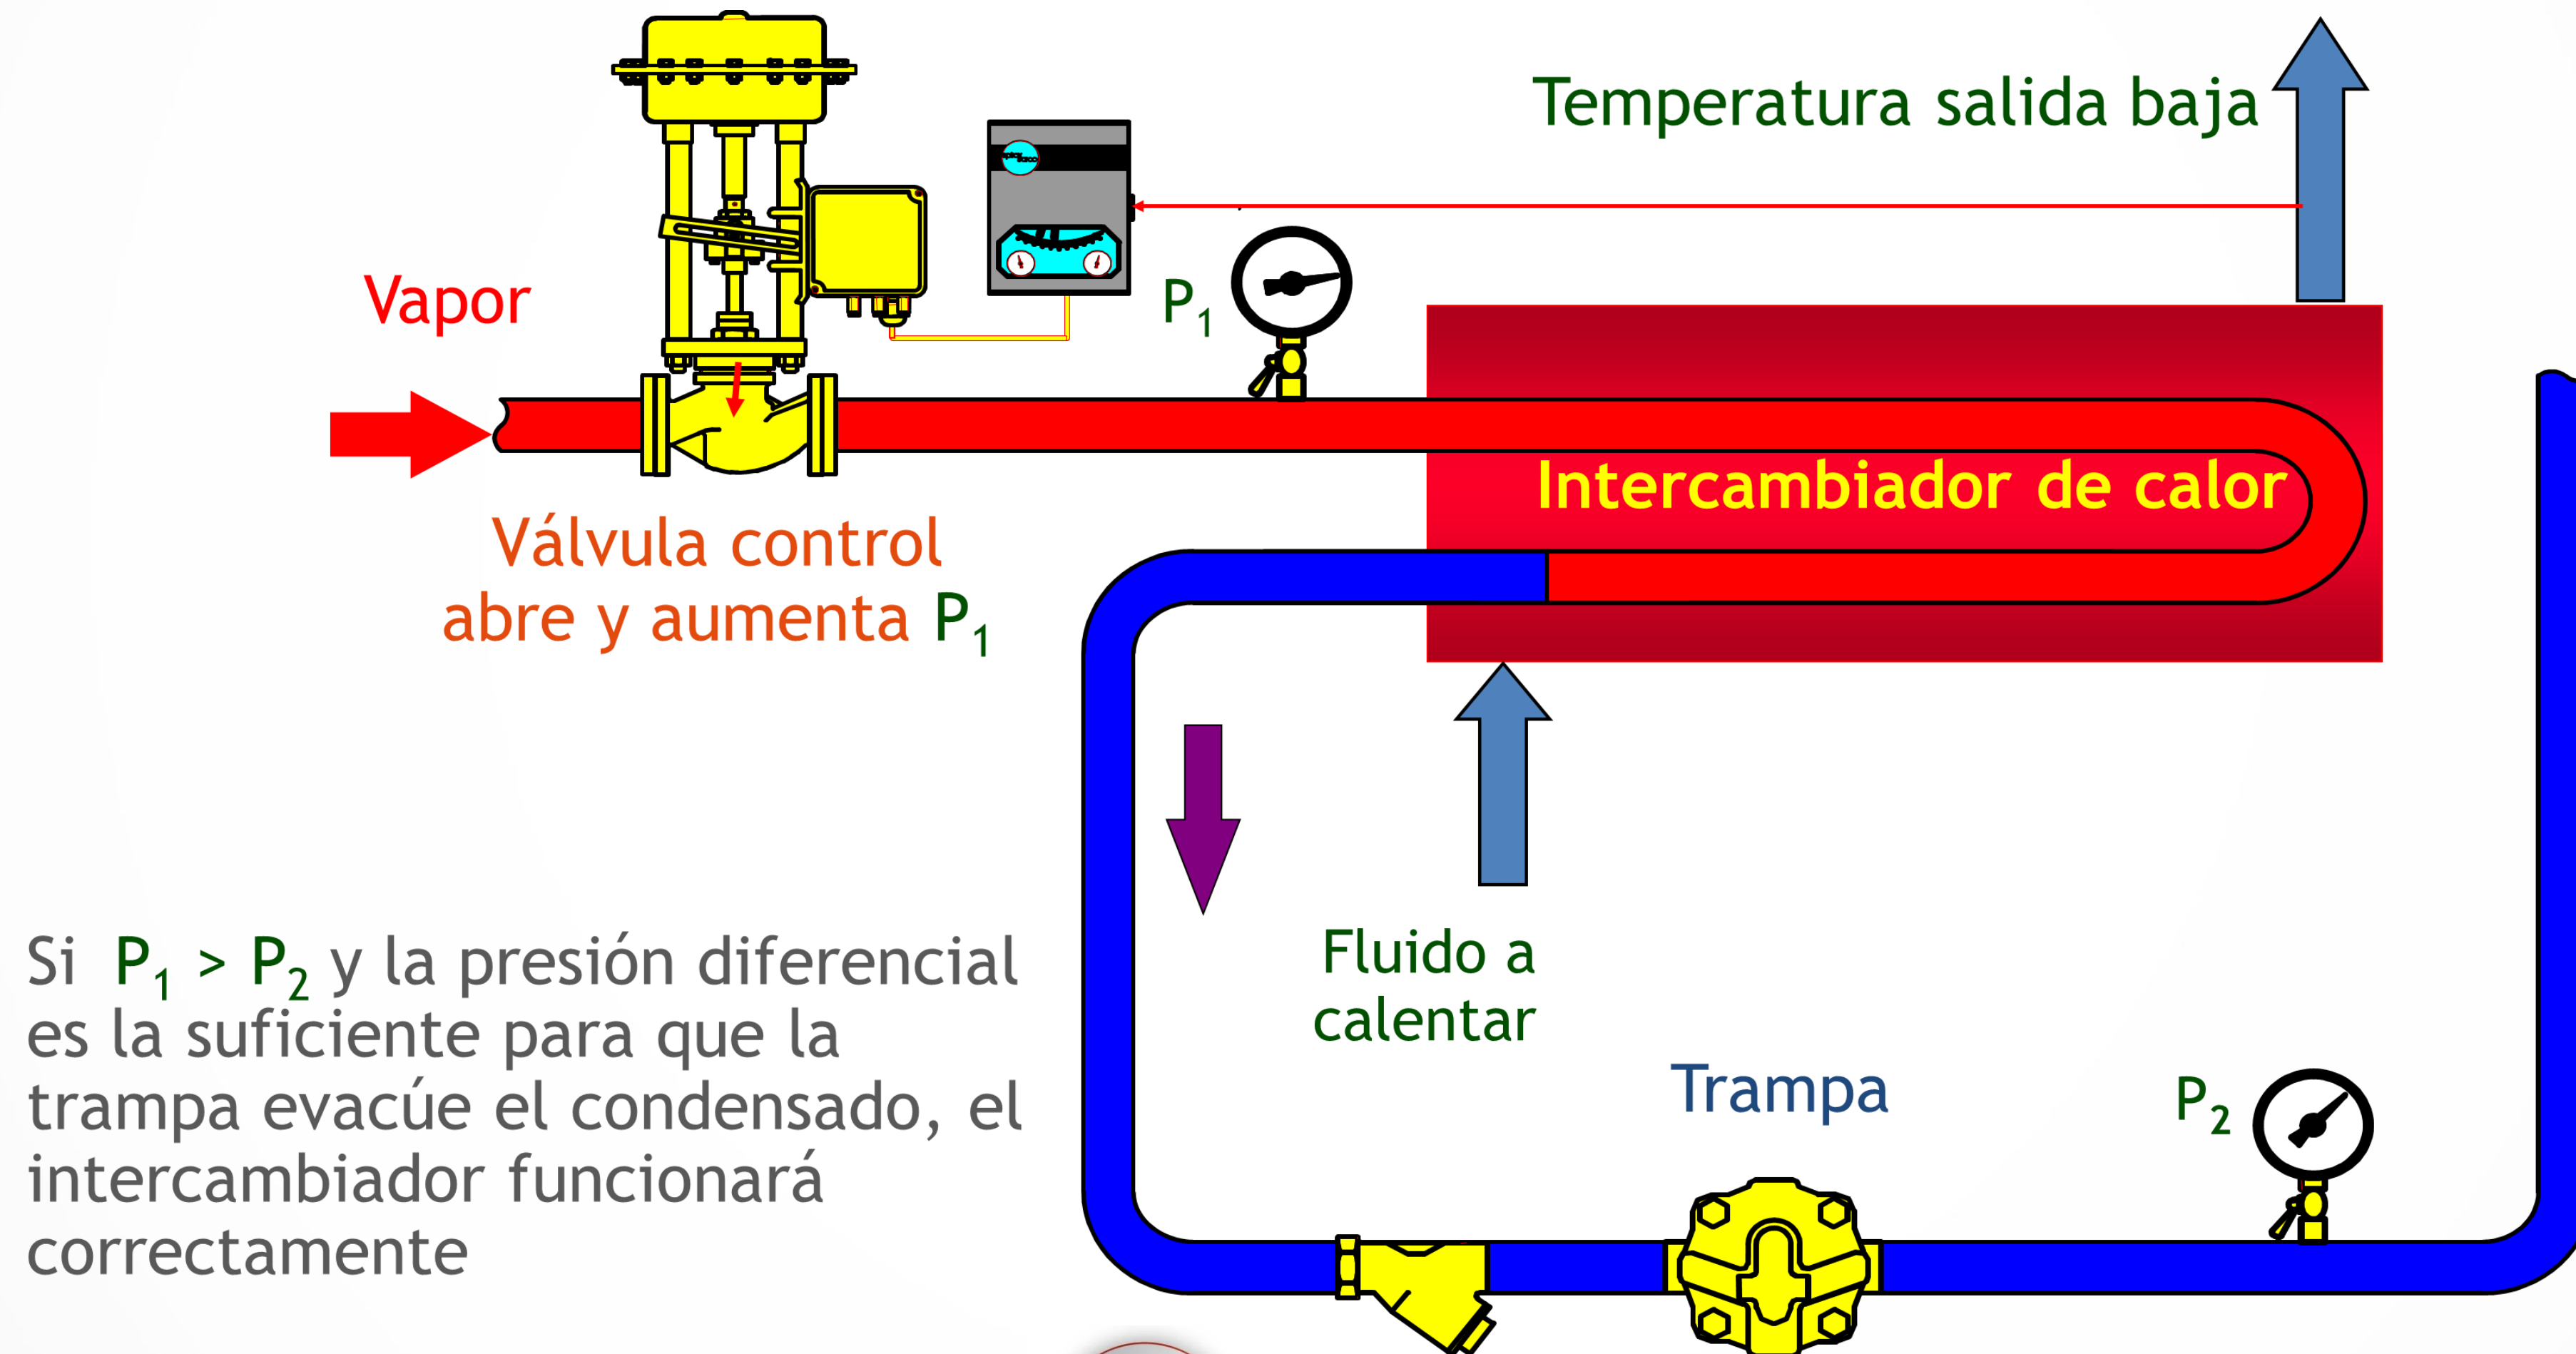 Temperatura salida baja
Vapor
P₁
Intercambiador de calor
Válvula control
abre y aumenta P₁
Si P₁ > P₂ y la presión diferencial
es la suficiente para que la
trampa evacúe el condensado, el
intercambiador funcionará
correctamente
Fluido a
calentar
Trampa
P₂